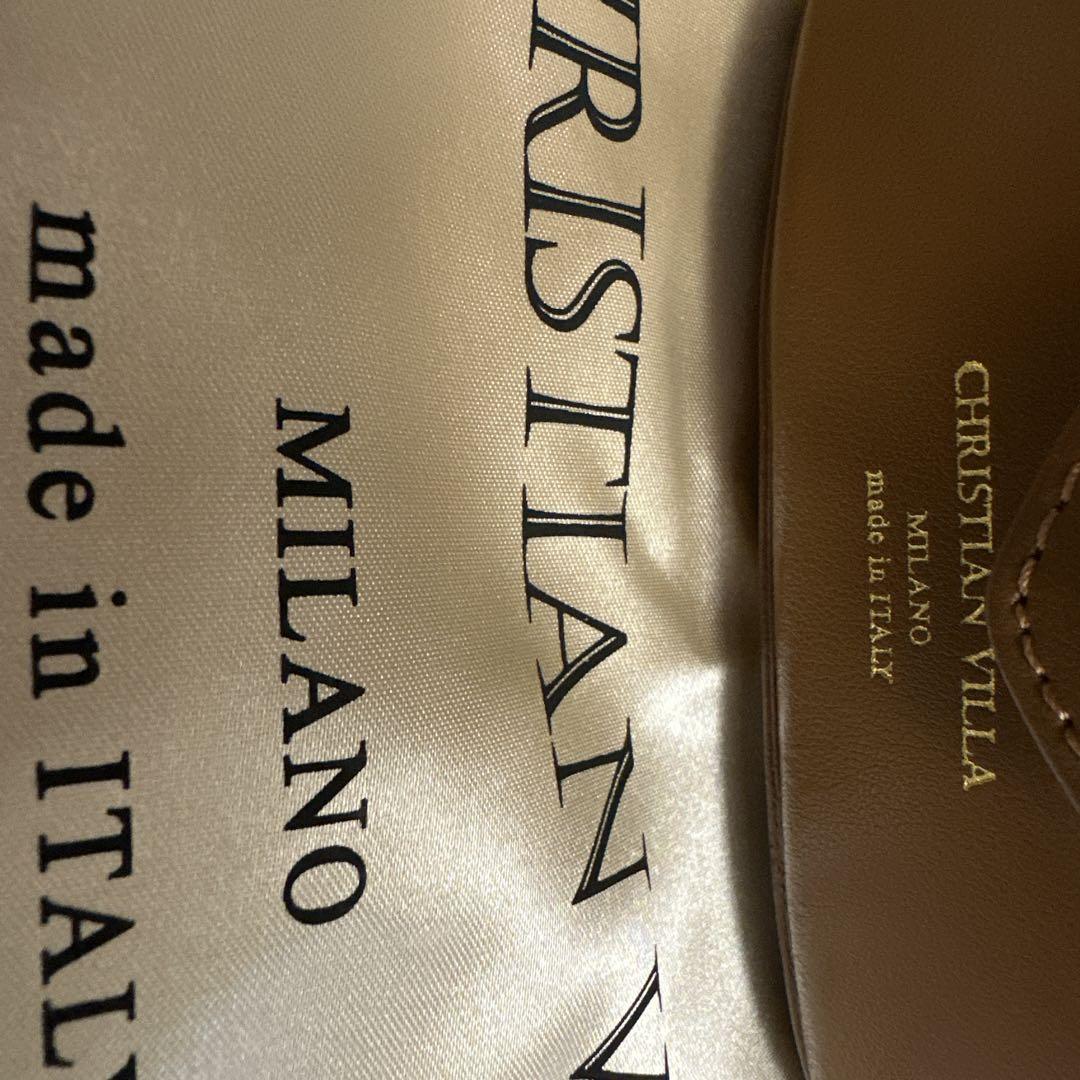 CHRISTIAN VILLA
MILANO
made in ITALY
RISTIAN V
MILANO
made in ITAL